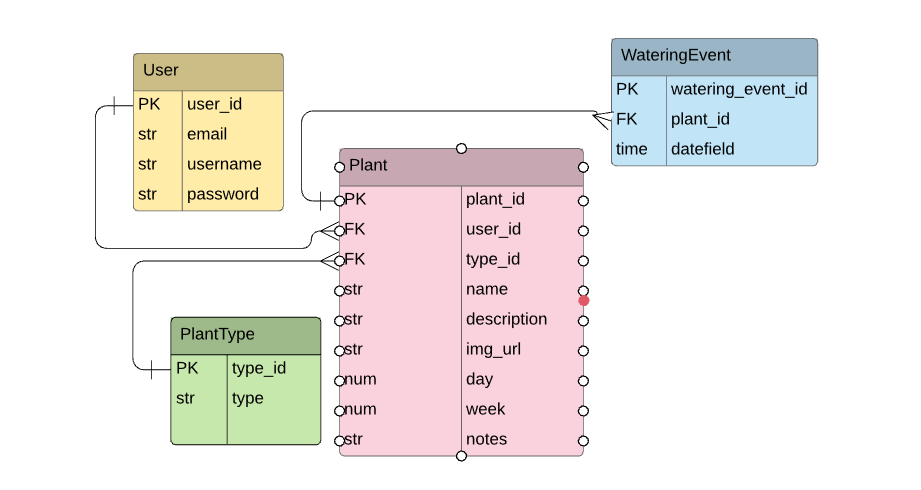 User
PK user_id
str email
str username
str password
WateringEvent
PK watering_event_id
FK plant_id
time datefield
Plant
PK plant_id
FK user_id
FK type_id
str name
str description
str img_url
num day
num week
str notes
PlantType
PK type_id
str type